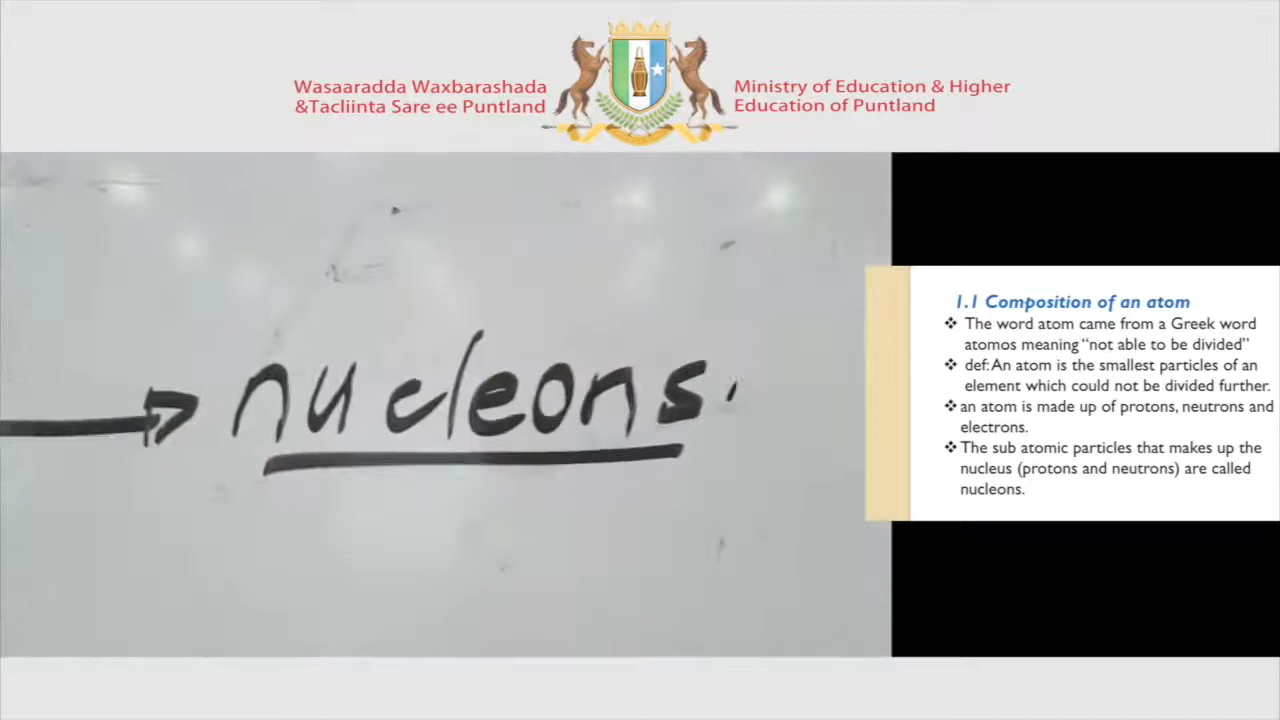 Wasaaradda Waxbarashada
&Tacliinta Sare ee Puntland
Ministry of Education & Higher
Education of Puntland
nucleons.
1.1 Composition of an atom
❖ The word atom came from a Greek word
atomos meaning “not able to be divided”
❖ def: An atom is the smallest particles of an
element which could not be divided further.
❖ an atom is made up of protons, neutrons and
electrons.
❖ The sub atomic particles that makes up the
nucleus (protons and neutrons) are called
nucleons.